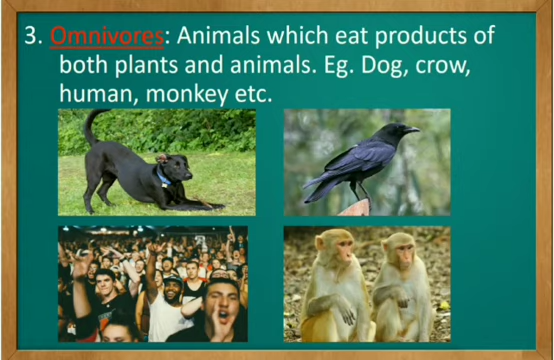 3. Omnivores: Animals which eat products of
both plants and animals. Eg. Dog, crow,
human, monkey etc.